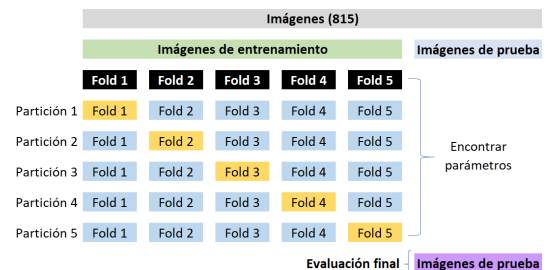 Imágenes (815)
Imágenes de entrenamiento Imágenes de prueba
Fold 1 Fold 2 Fold 3 Fold 4 Fold 5
Partición 1 Fold 1 Fold 2 Fold 3 Fold 4 Fold 5
Partición 2 Fold 1 Fold 2 Fold 3 Fold 4 Fold 5
Partición 3 Fold 1 Fold 2 Fold 3 Fold 4 Fold 5
Partición 4 Fold 1 Fold 2 Fold 3 Fold 4 Fold 5
Partición 5 Fold 1 Fold 2 Fold 3 Fold 4 Fold 5
Encontrar
parámetros
Evaluación final Imágenes de prueba